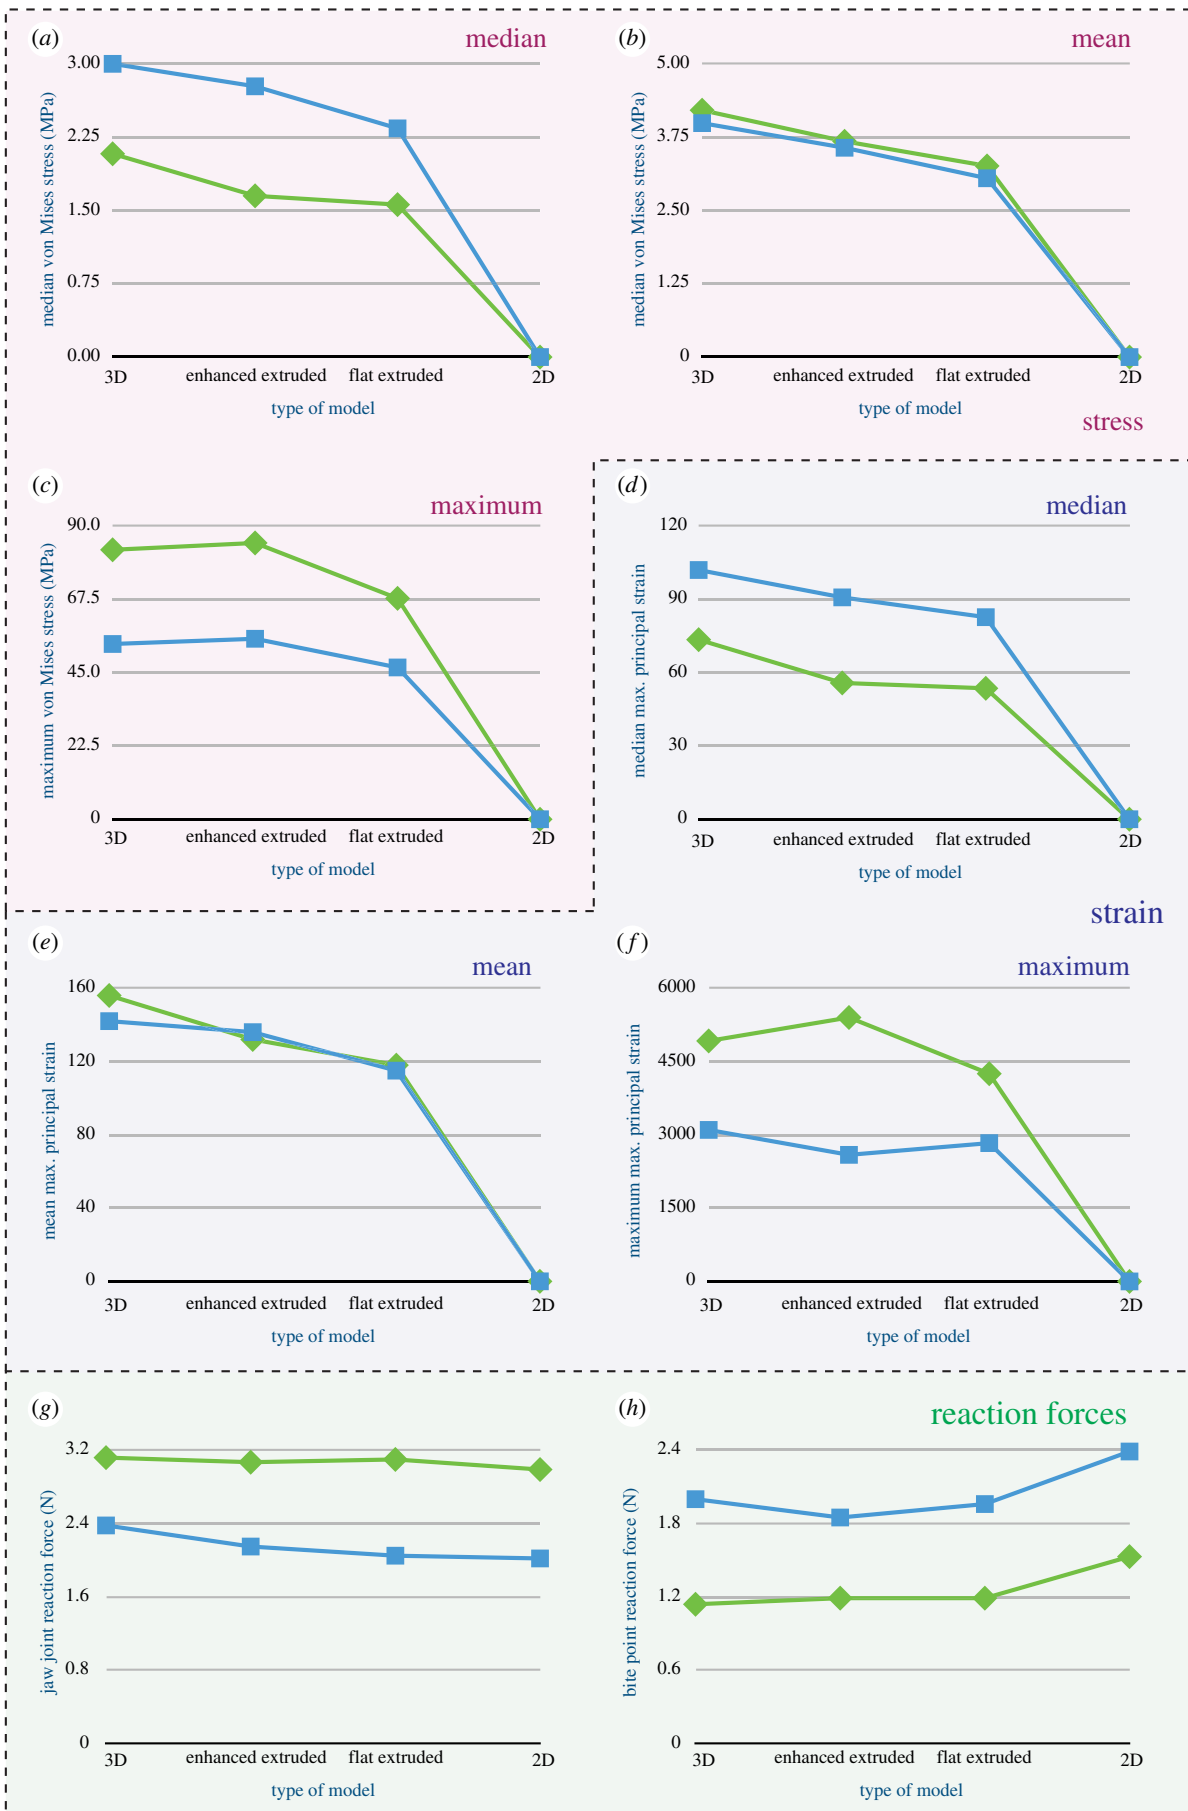 (a)
median
3.00
2.25
1.50
0.75
0.00
median von Mises stress (MPa)
3D enhanced extruded flat extruded 2D
type of model
(b)
mean
5.00
3.75
2.50
1.25
0
median von Mises stress (MPa)
3D enhanced extruded flat extruded 2D
type of model
stress
(c)
maximum
90.0
67.5
45.0
22.5
0
maximum von Mises stress (MPa)
3D enhanced extruded flat extruded 2D
type of model
(d)
median
120
90
60
30
0
median max. principal strain
3D enhanced extruded flat extruded 2D
type of model
strain
(e)
mean
160
120
80
40
0
mean max. principal strain
3D enhanced extruded flat extruded 2D
type of model
(f)
maximum
6000
4500
3000
1500
0
maximum max. principal strain
3D enhanced extruded flat extruded 2D
type of model
(g)
3.2
2.4
1.6
0.8
0
jaw joint reaction force (N)
3D enhanced extruded flat extruded 2D
type of model
(h)
reaction forces
2.4
1.8
1.2
0.6
0
bite point reaction force (N)
3D enhanced extruded flat extruded 2D
type of model